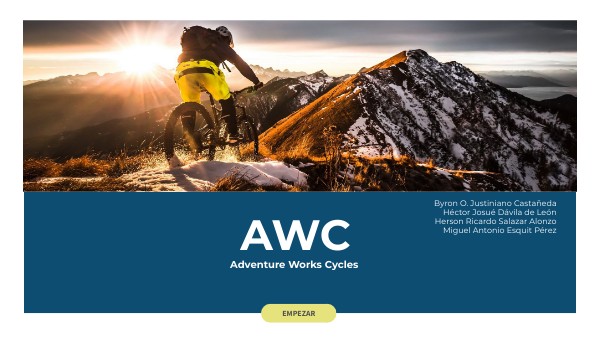 Byron O. Justiniano Castañeda
Héctor Josué Dávila de León
Herson Ricardo Salazar Alonzo
Miguel Antonio Esquit Pérez
AWC
Adventure Works Cycles
EMPEZAR